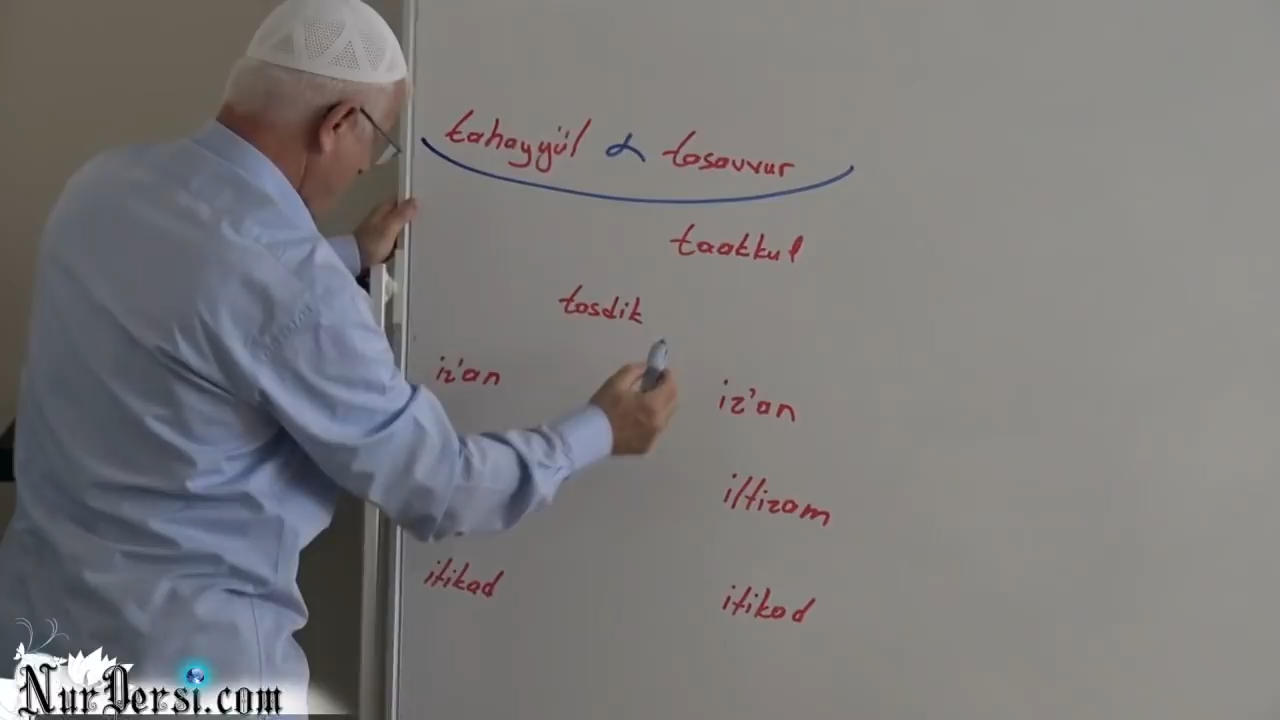 tahayyül & tasavvur
taakkul
tasdik
iz'an iz'an
iltizam
itikad itikad
NurDersi.com